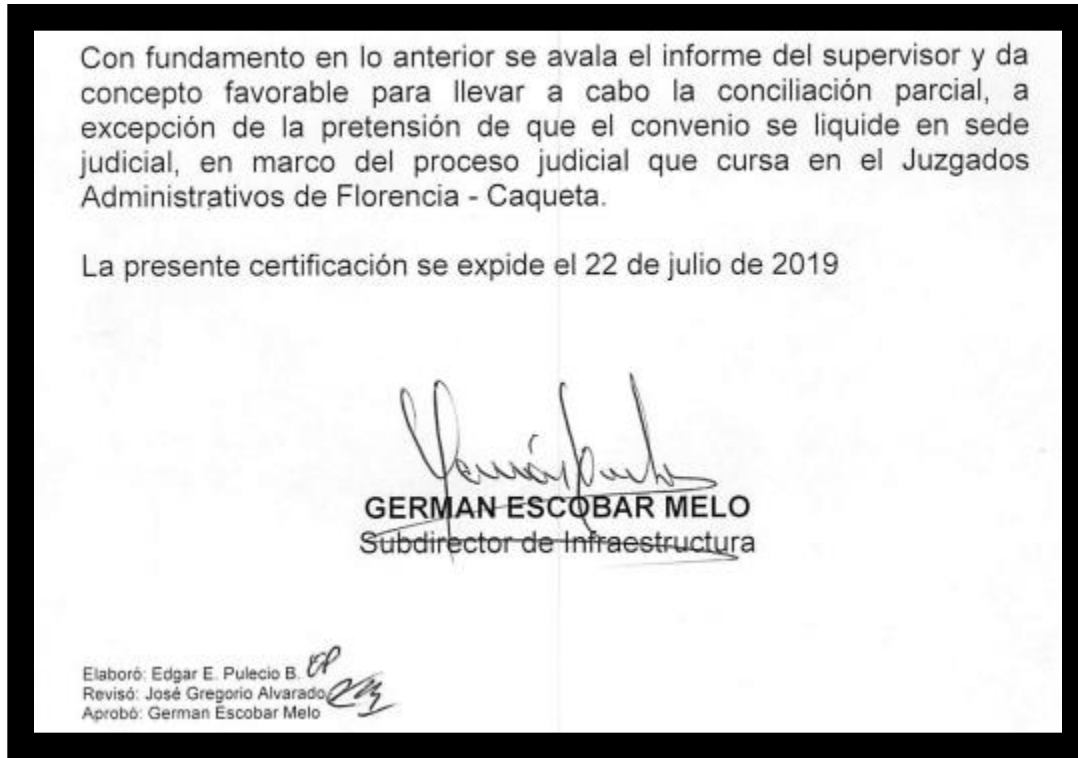 Con fundamento en lo anterior se avala el informe del supervisor y da
concepto favorable para llevar a cabo la conciliación parcial, a
excepción de la pretensión de que el convenio se liquide en sede
judicial, en marco del proceso judicial que cursa en el Juzgados
Administrativos de Florencia - Caqueta.
La presente certificación se expide el 22 de julio de 2019
GERMAN ESCOBAR MELO
Subdirector de Infraestructura
Elaboró: Edgar E. Pulecio B.
Revisó: José Gregorio Alvarado
Aprobó: German Escobar Melo